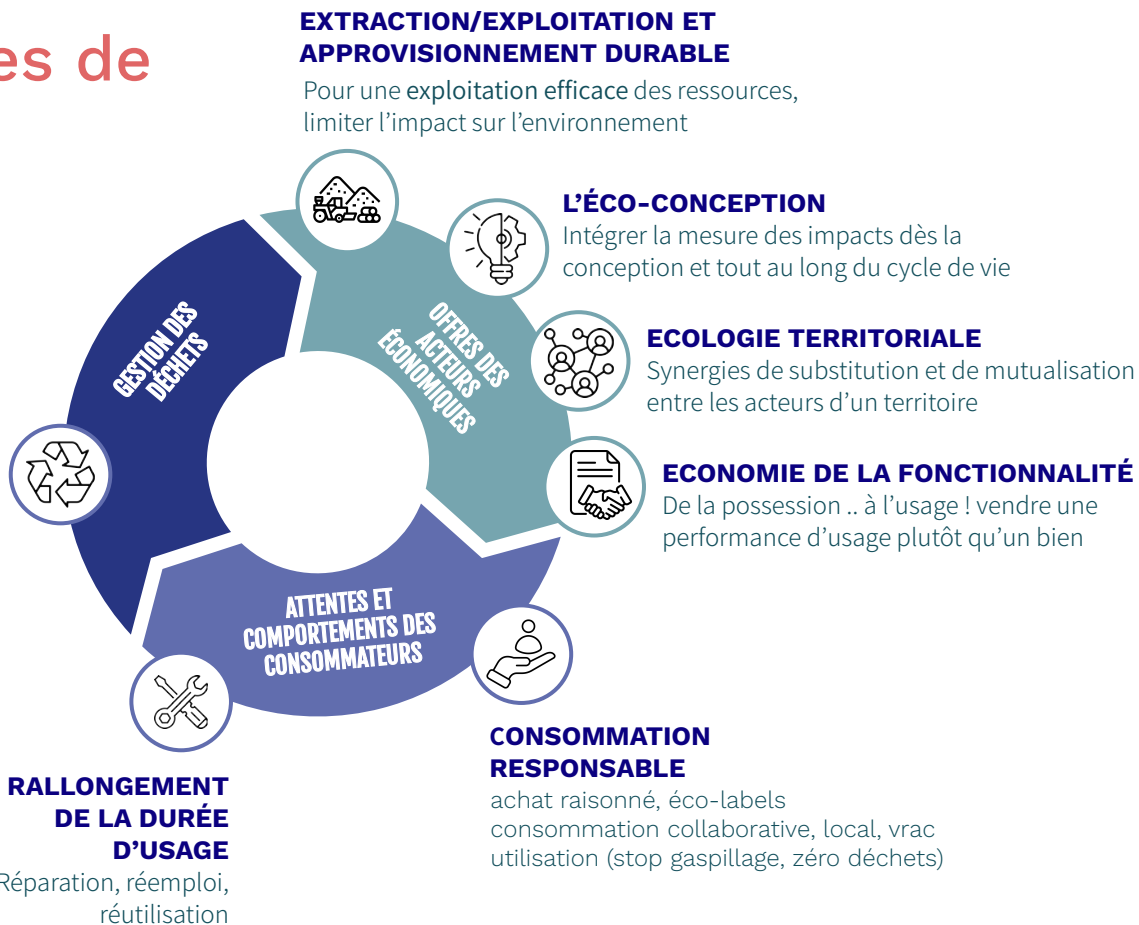 es de
EXTRACTION/EXPLOITATION ET
APPROVISIONNEMENT DURABLE
Pour une exploitation efficace des ressources,
limiter l’impact sur l’environnement
L’ÉCO-CONCEPTION
Intégrer la mesure des impacts dès la
conception et tout au long du cycle de vie
ECOLOGIE TERRITORIALE
Synergies de substitution et de mutualisation
entre les acteurs d’un territoire
ECONOMIE DE LA FONCTIONNALITÉ
De la possession .. à l’usage ! vendre une
performance d’usage plutôt qu’un bien
GESTION DES
DÉCHETS
OFFRES DES
ACTEURS
ÉCONOMIQUES
ATTENTES ET
COMPORTEMENTS DES
CONSOMMATEURS
CONSOMMATION
RESPONSABLE
achat raisonné, éco-labels
consommation collaborative, local, vrac
utilisation (stop gaspillage, zéro déchets)
RALLONGEMENT
DE LA DURÉE
D’USAGE
Réparation, réemploi,
réutilisation